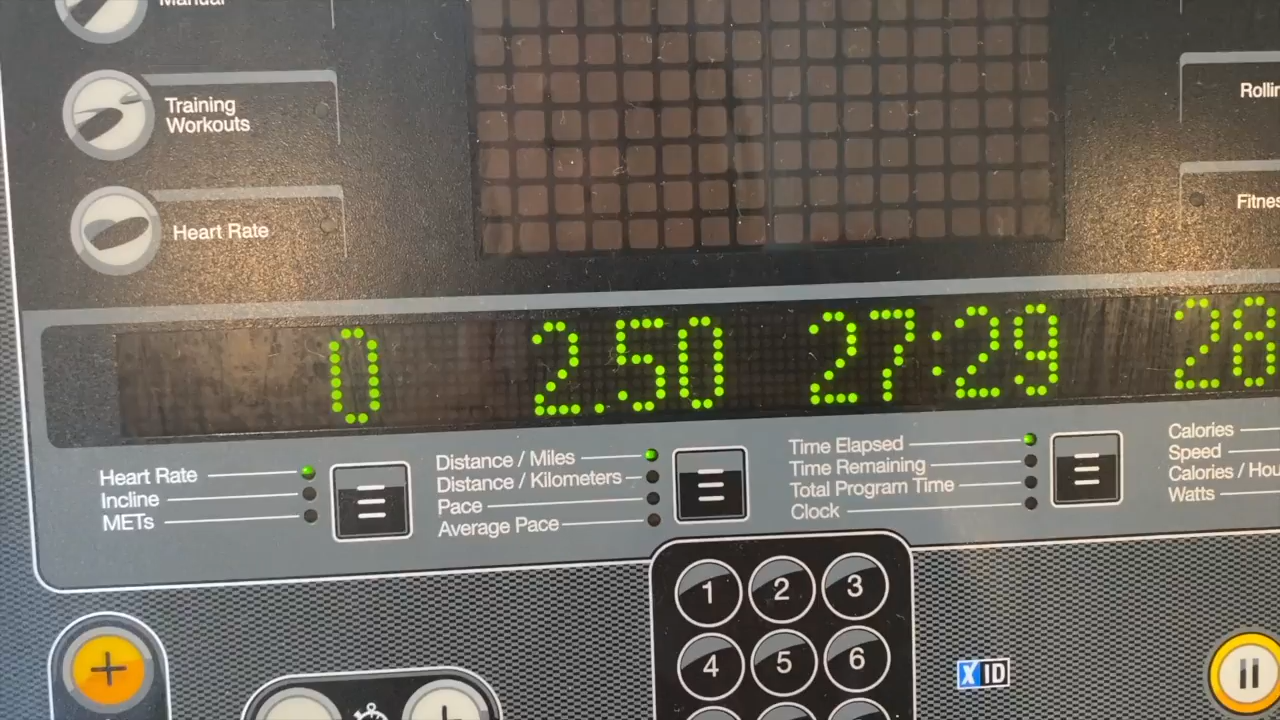 Manual
Training
Workouts
Heart Rate
Rollin
Fitnes
0 2.50 27:29 28
Heart Rate
Incline
METs
Distance / Miles
Distance / Kilometers
Pace
Average Pace
Time Elapsed
Time Remaining
Total Program Time
Clock
Calories
Speed
Calories / Hou
Watts
1 2 3
4 5 6
+
XID